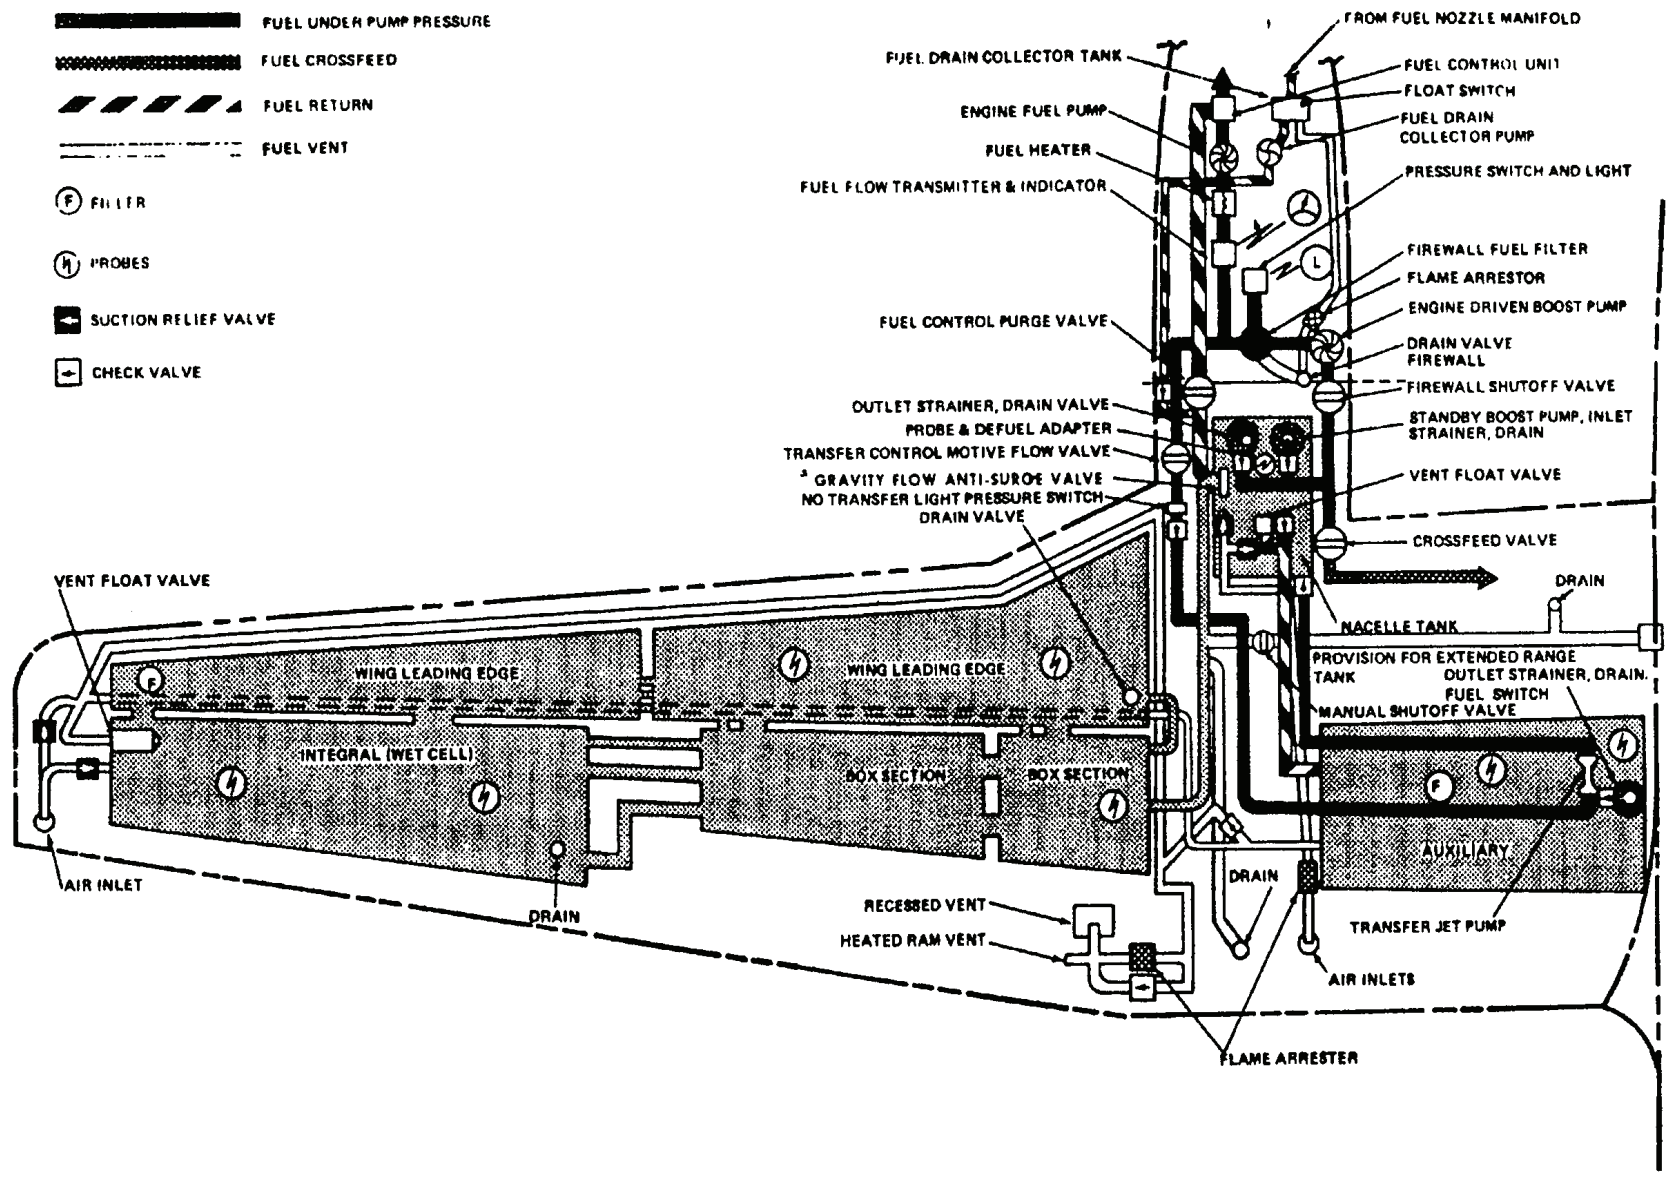 FUEL UNDER PUMP PRESSURE
FUEL CROSSFEED
FUEL RETURN
FUEL VENT
F
FILLER
PROBES
SUCTION RELIEF VALVE
CHECK VALVE
FROM FUEL NOZZLE MANIFOLD
FUEL DRAIN COLLECTOR TANK
FUEL CONTROL UNIT
FLOAT SWITCH
ENGINE FUEL PUMP
FUEL DRAIN
COLLECTOR PUMP
FUEL HEATER
PRESSURE SWITCH AND LIGHT
FUEL FLOW TRANSMITTER & INDICATOR
L
FIREWALL FUEL FILTER
FLAME ARRESTOR
ENGINE DRIVEN BOOST PUMP
FUEL CONTROL PURGE VALVE
DRAIN VALVE
FIREWALL
FIREWALL SHUTOFF VALVE
OUTLET STRAINER, DRAIN VALVE
STANDBY BOOST PUMP, INLET
STRAINER, DRAIN
PROBE & DEFUEL ADAPTER
TRANSFER CONTROL MOTIVE FLOW VALVE
GRAVITY FLOW ANTI-SURGE VALVE
VENT FLOAT VALVE
NO TRANSFER LIGHT PRESSURE SWITCH
DRAIN VALVE
CROSSFEED VALVE
VENT FLOAT VALVE
DRAIN
NACELLE TANK
PROVISION FOR EXTENDED RANGE
TANK
OUTLET STRAINER, DRAIN.
FUEL SWITCH
MANUAL SHUTOFF VALVE
WING LEADING EDGE
WING LEADING EDGE
F
INTEGRAL (WET CELL)
BOX SECTION
BOX SECTION
F
AUXILIARY
AIR INLET
DRAIN
DRAIN
RECESSED VENT
HEATED RAM VENT
TRANSFER JET PUMP
AIR INLETS
FLAME ARRESTER